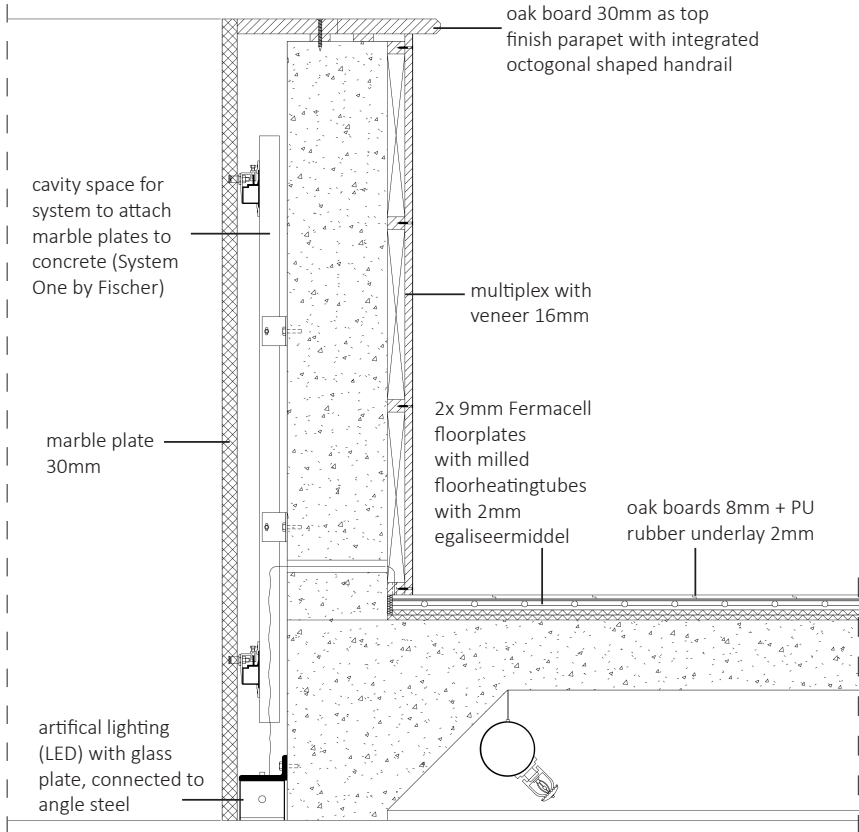 oak board 30mm as top
finish parapet with integrated
octogonal shaped handrail
cavity space for
system to attach
marble plates to
concrete (System
One by Fischer)
multiplex with
veneer 16mm
2x 9mm Fermacell
floorplates
with milled
floorheatingtubes
with 2mm
egaliseermiddel
marble plate
30mm
oak boards 8mm + PU
rubber underlay 2mm
artifical lighting
(LED) with glass
plate, connected to
angle steel